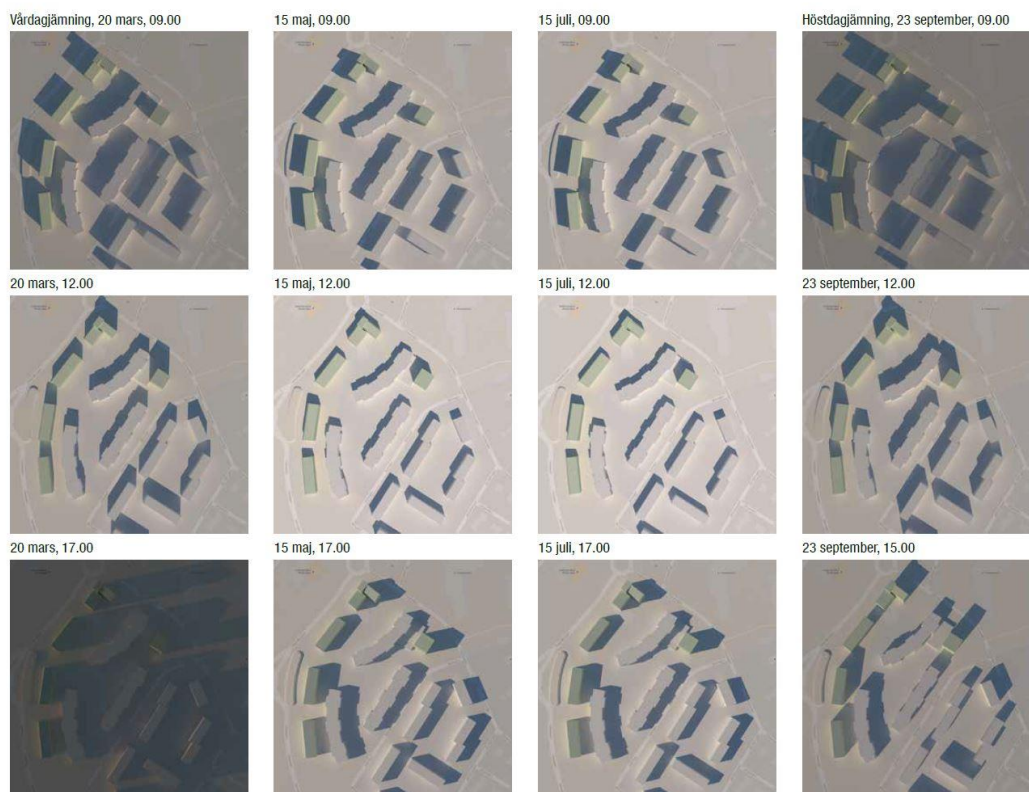 Vårdagjämning, 20 mars, 09.00
15 maj, 09.00
15 juli, 09.00
Höstdagjämning, 23 september, 09.00
20 mars, 12.00
15 maj, 12.00
15 juli, 12.00
23 september, 12.00
20 mars, 17.00
15 maj, 17.00
15 juli, 17.00
23 september, 15.00